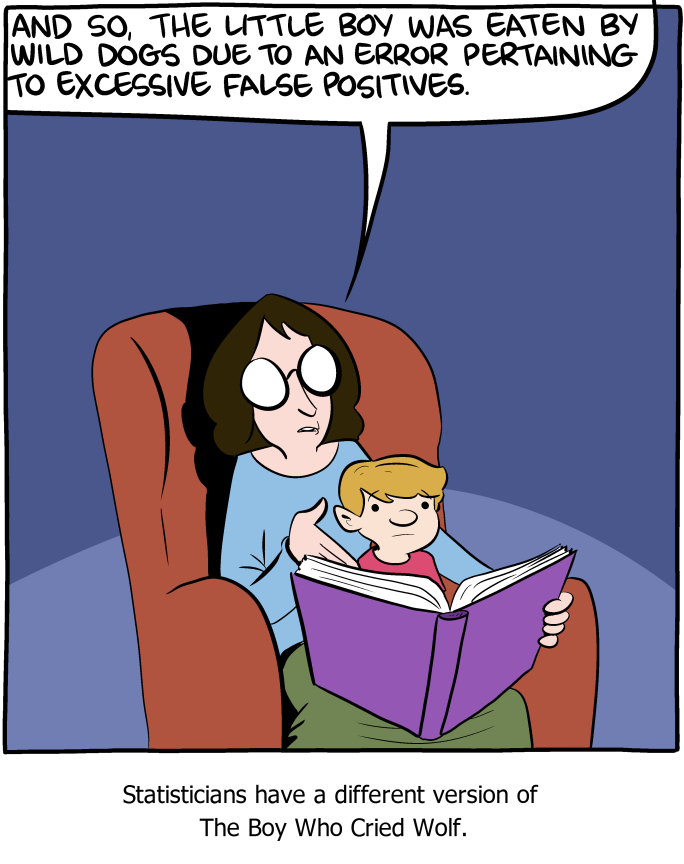 AND SO, THE LITTLE BOY WAS EATEN BY
WILD DOGS DUE TO AN ERROR PERTAINING
TO EXCESSIVE FALSE POSITIVES.
Statisticians have a different version of
The Boy Who Cried Wolf.